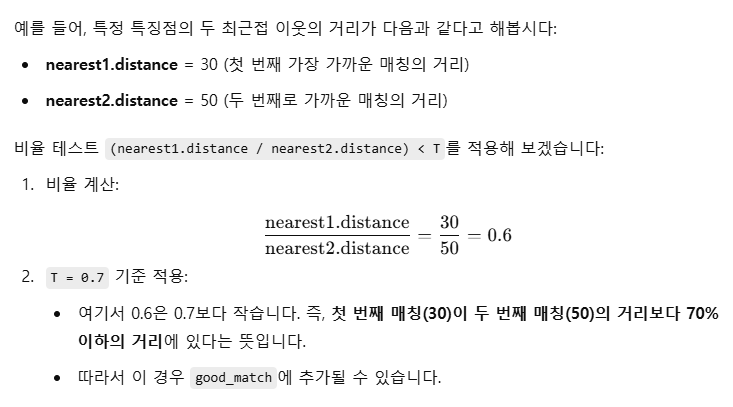 예를 들어, 특정 특징점의 두 최근접 이웃의 거리가 다음과 같다고 해봅시다:
• nearest1.distance = 30 (첫 번째 가장 가까운 매칭의 거리)
• nearest2.distance = 50 (두 번째로 가까운 매칭의 거리)
비율 테스트 (nearest1.distance / nearest2.distance) < T 를 적용해 보겠습니다:
1. 비율 계산:
nearest1.distance / nearest2.distance = 30 / 50 = 0.6
2. T = 0.7 기준 적용:
• 여기서 0.6은 0.7보다 작습니다. 즉, 첫 번째 매칭(30)이 두 번째 매칭(50)의 거리보다 70%
이하의 거리에 있다는 뜻입니다.
• 따라서 이 경우 good_match 에 추가될 수 있습니다.